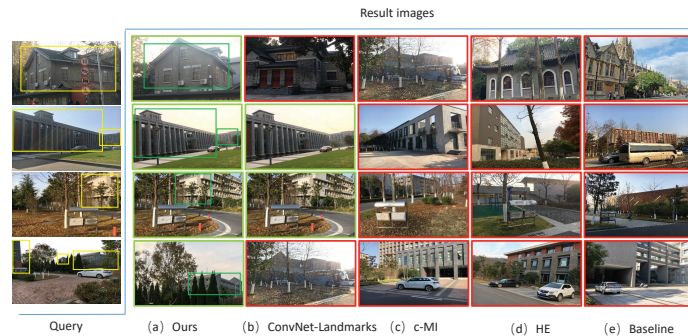 Result images
Query
(a) Ours
(b) ConvNet-Landmarks
(c) c-MI
(d) HE
(e) Baseline